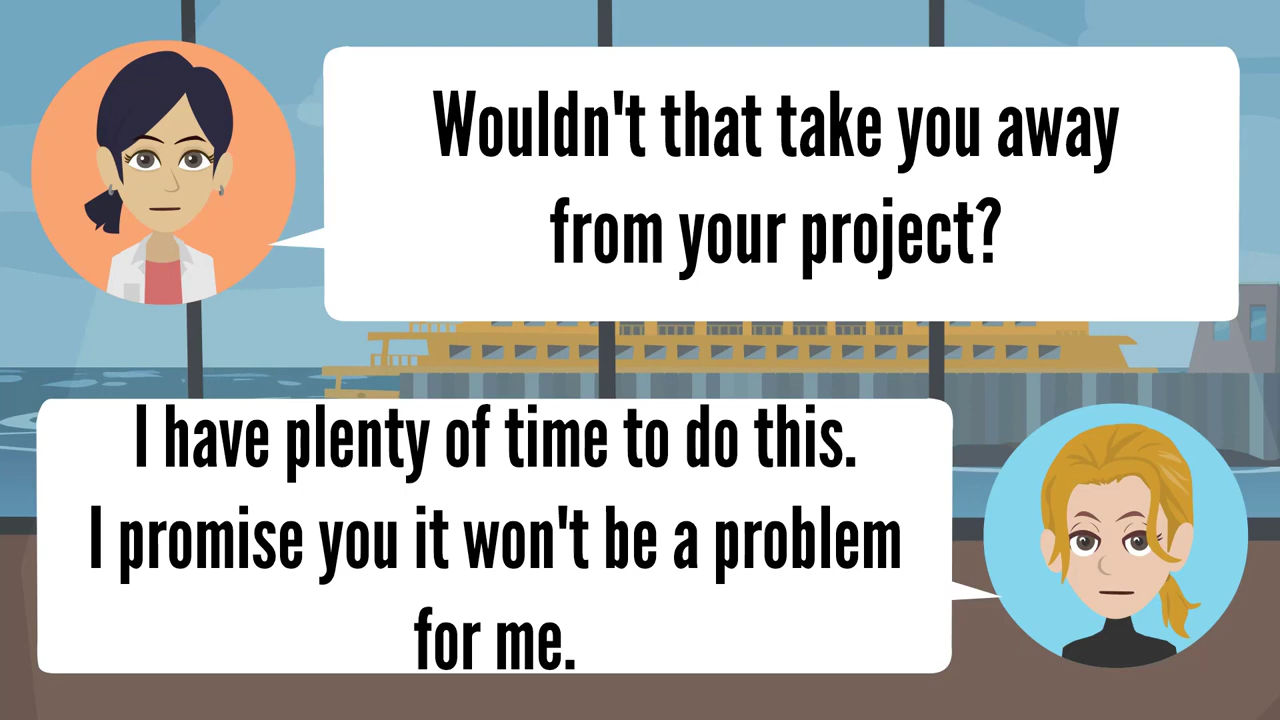 Wouldn't that take you away
from your project?
I have plenty of time to do this.
I promise you it won't be a problem
for me.